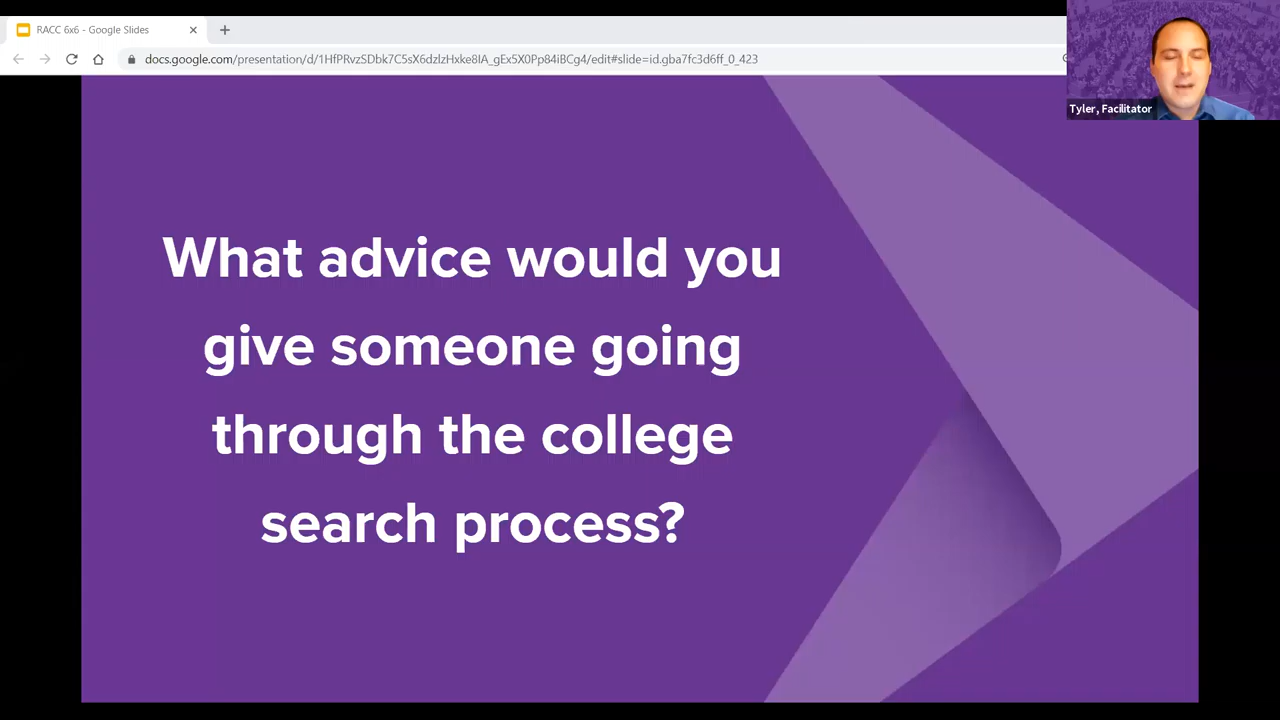 RACC 6x6 - Google Slides
docs.google.com/presentation/d/1HfPRvzSDbk7C5sX6dzlzHxke8IA_gEx5X0Pp84iBCg4/edit#slide=id.gba7fc3d6ff_0_423
Tyler, Facilitator
What advice would you
give someone going
through the college
search process?